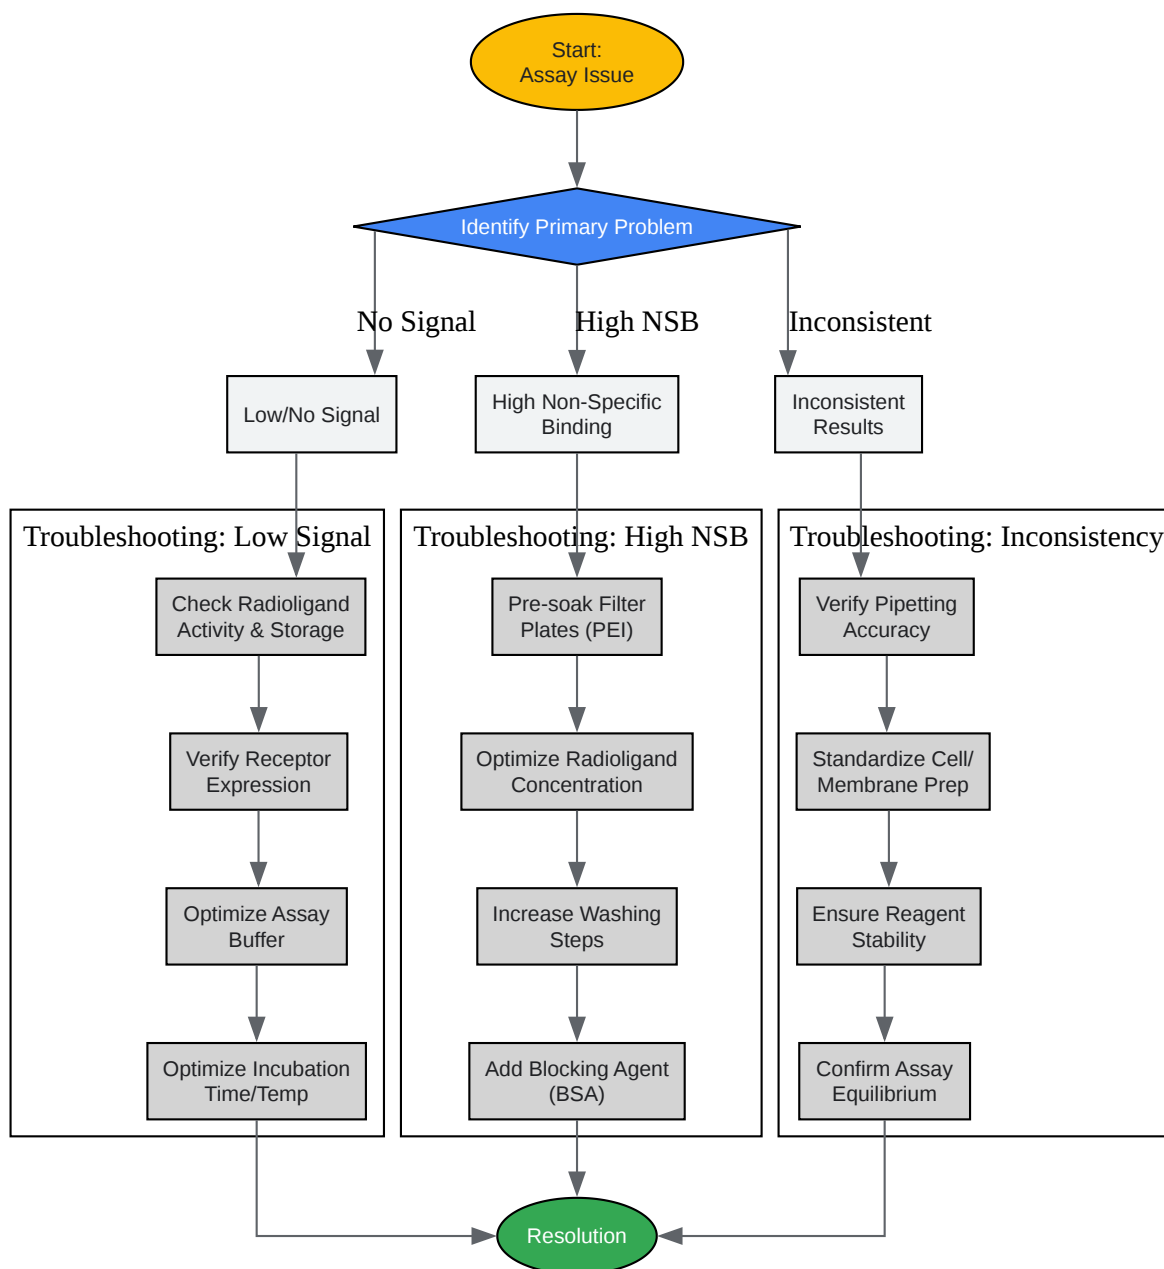 Start:
Assay Issue
Identify Primary Problem
No Signal
High NSB
Inconsistent
Low/No Signal
High Non-Specific
Binding
Inconsistent
Results
Troubleshooting: Low Signal
Check Radioligand
Activity & Storage
Verify Receptor
Expression
Optimize Assay
Buffer
Optimize Incubation
Time/Temp
Troubleshooting: High NSB
Pre-soak Filter
Plates (PEI)
Optimize Radioligand
Concentration
Increase Washing
Steps
Add Blocking Agent
(BSA)
Troubleshooting: Inconsistency
Verify Pipetting
Accuracy
Standardize Cell/
Membrane Prep
Ensure Reagent
Stability
Confirm Assay
Equilibrium
Resolution